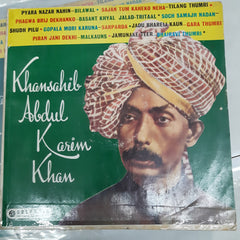 PYARA NAZAR NAHIN-BILAWAL * SAJAN TUM KAHEKO NEHA-TILANG THUMRI *
PHAGWA BRIJ DEKHANKO-BASANT KHYAL JALAD-TRITAAL * SOCH SAMAJH NADAN-
SHUDH PILU * GOPALA MORI KARUNA-SARPARDA * JADU BHARELI KAUN-GARA THUMRI
PIRAN JANI DEKHI-MALKAUNS * JAMUNAKE TEER-BHAIRVI THUMRI
Khansahib
Abdul
Karim
Khan